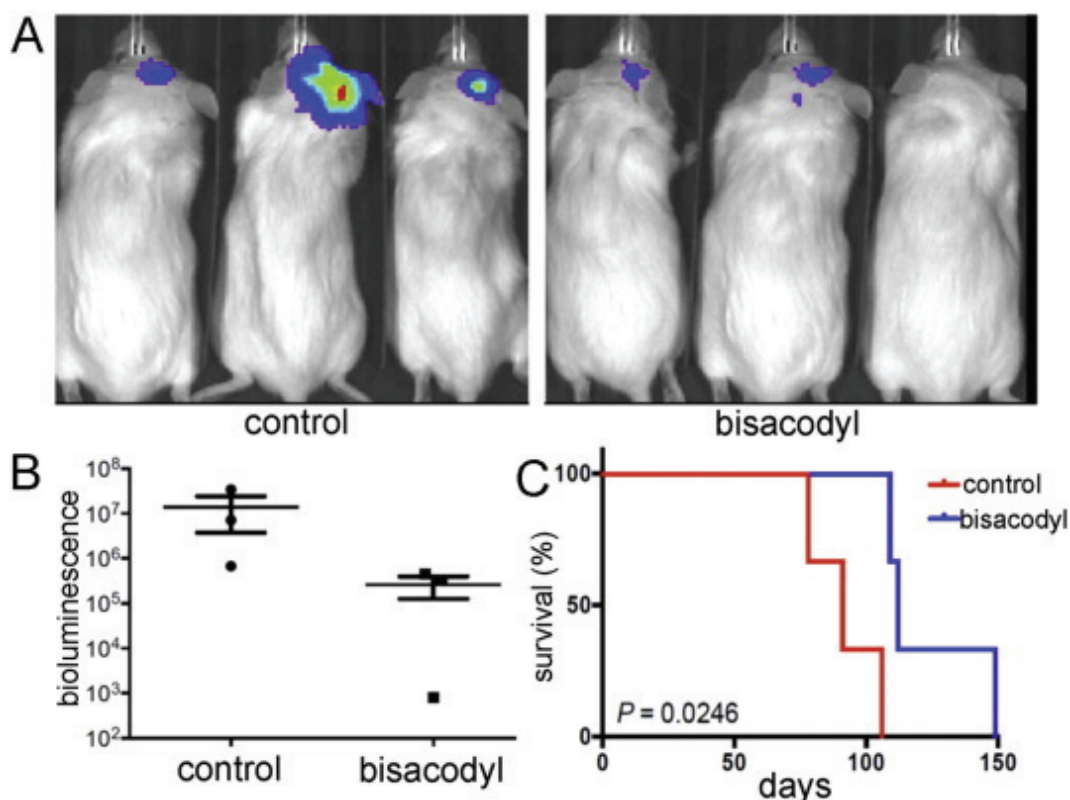 A
control
bisacodyl
B
bioluminescence
10⁸
10⁷
10⁶
10⁵
10⁴
10³
10²
control
bisacodyl
C
survival (%)
100
50
0
control
bisacodyl
P = 0.0246
0
50
100
150
days